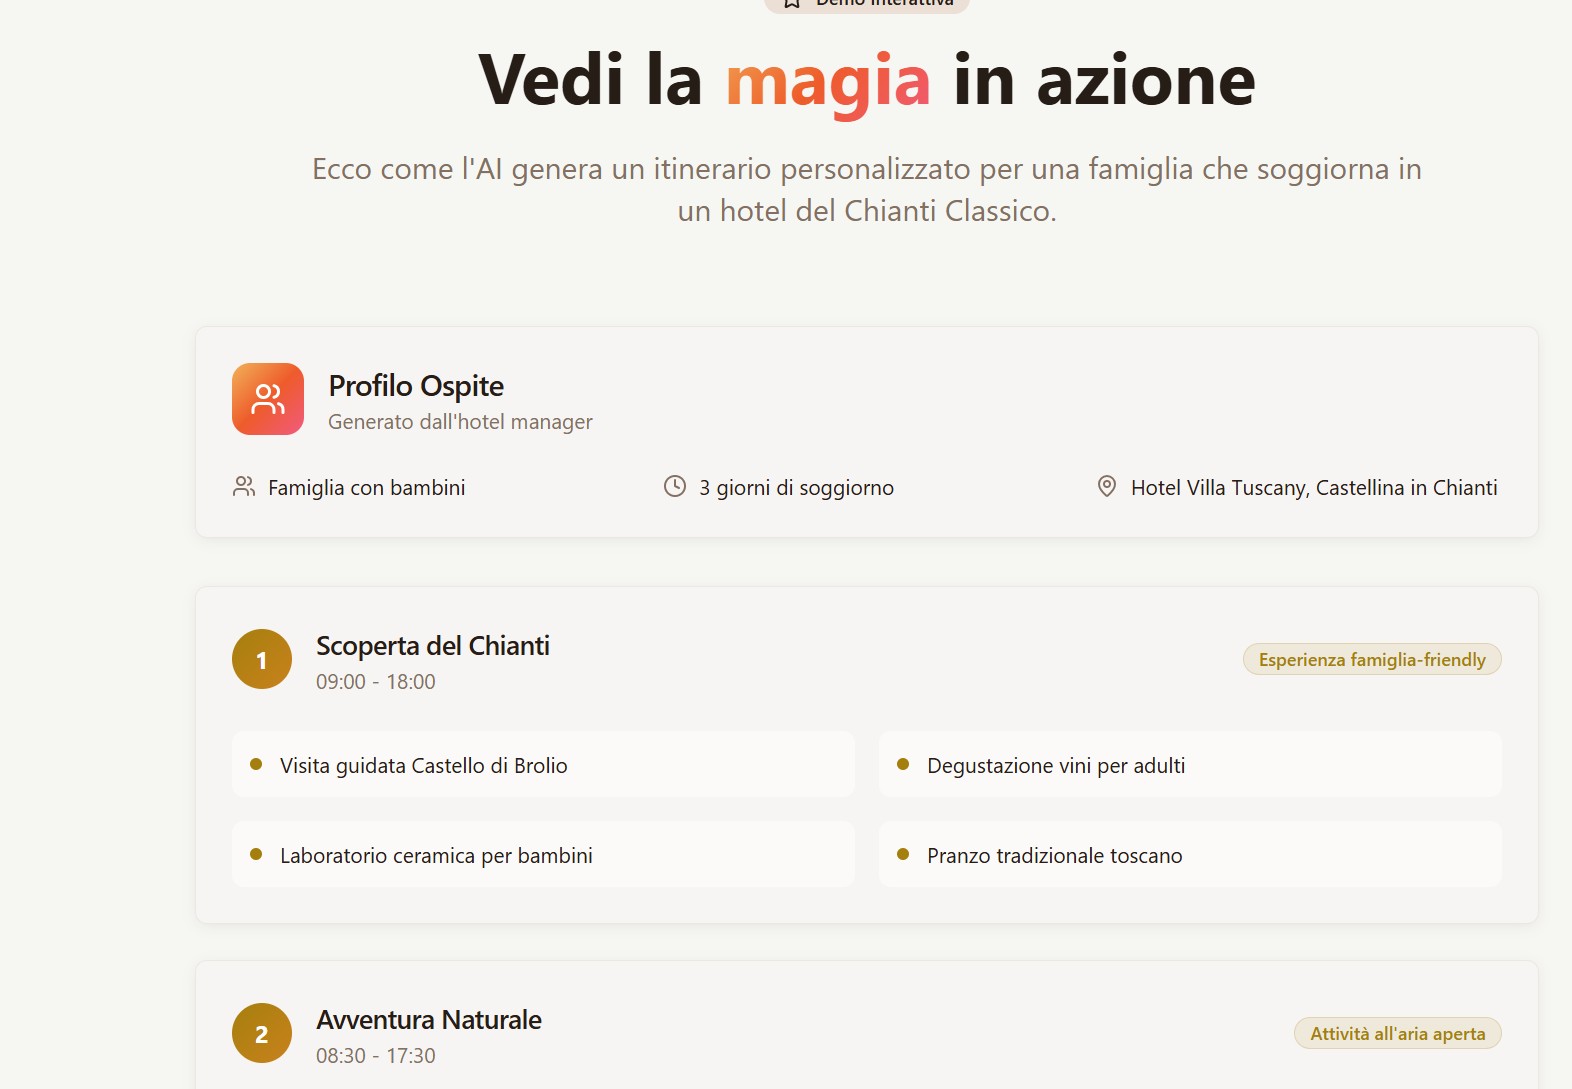 Demo Interattiva
Vedi la magia in azione
Ecco come l'AI genera un itinerario personalizzato per una famiglia che soggiorna in
un hotel del Chianti Classico.
Profilo Ospite
Generato dall'hotel manager
Famiglia con bambini
3 giorni di soggiorno
Hotel Villa Tuscany, Castellina in Chianti
1
Scoperta del Chianti
09:00 - 18:00
Esperienza famiglia-friendly
Visita guidata Castello di Brolio
Degustazione vini per adulti
Laboratorio ceramica per bambini
Pranzo tradizionale toscano
2
Avventura Naturale
08:30 - 17:30
Attività all'aria aperta